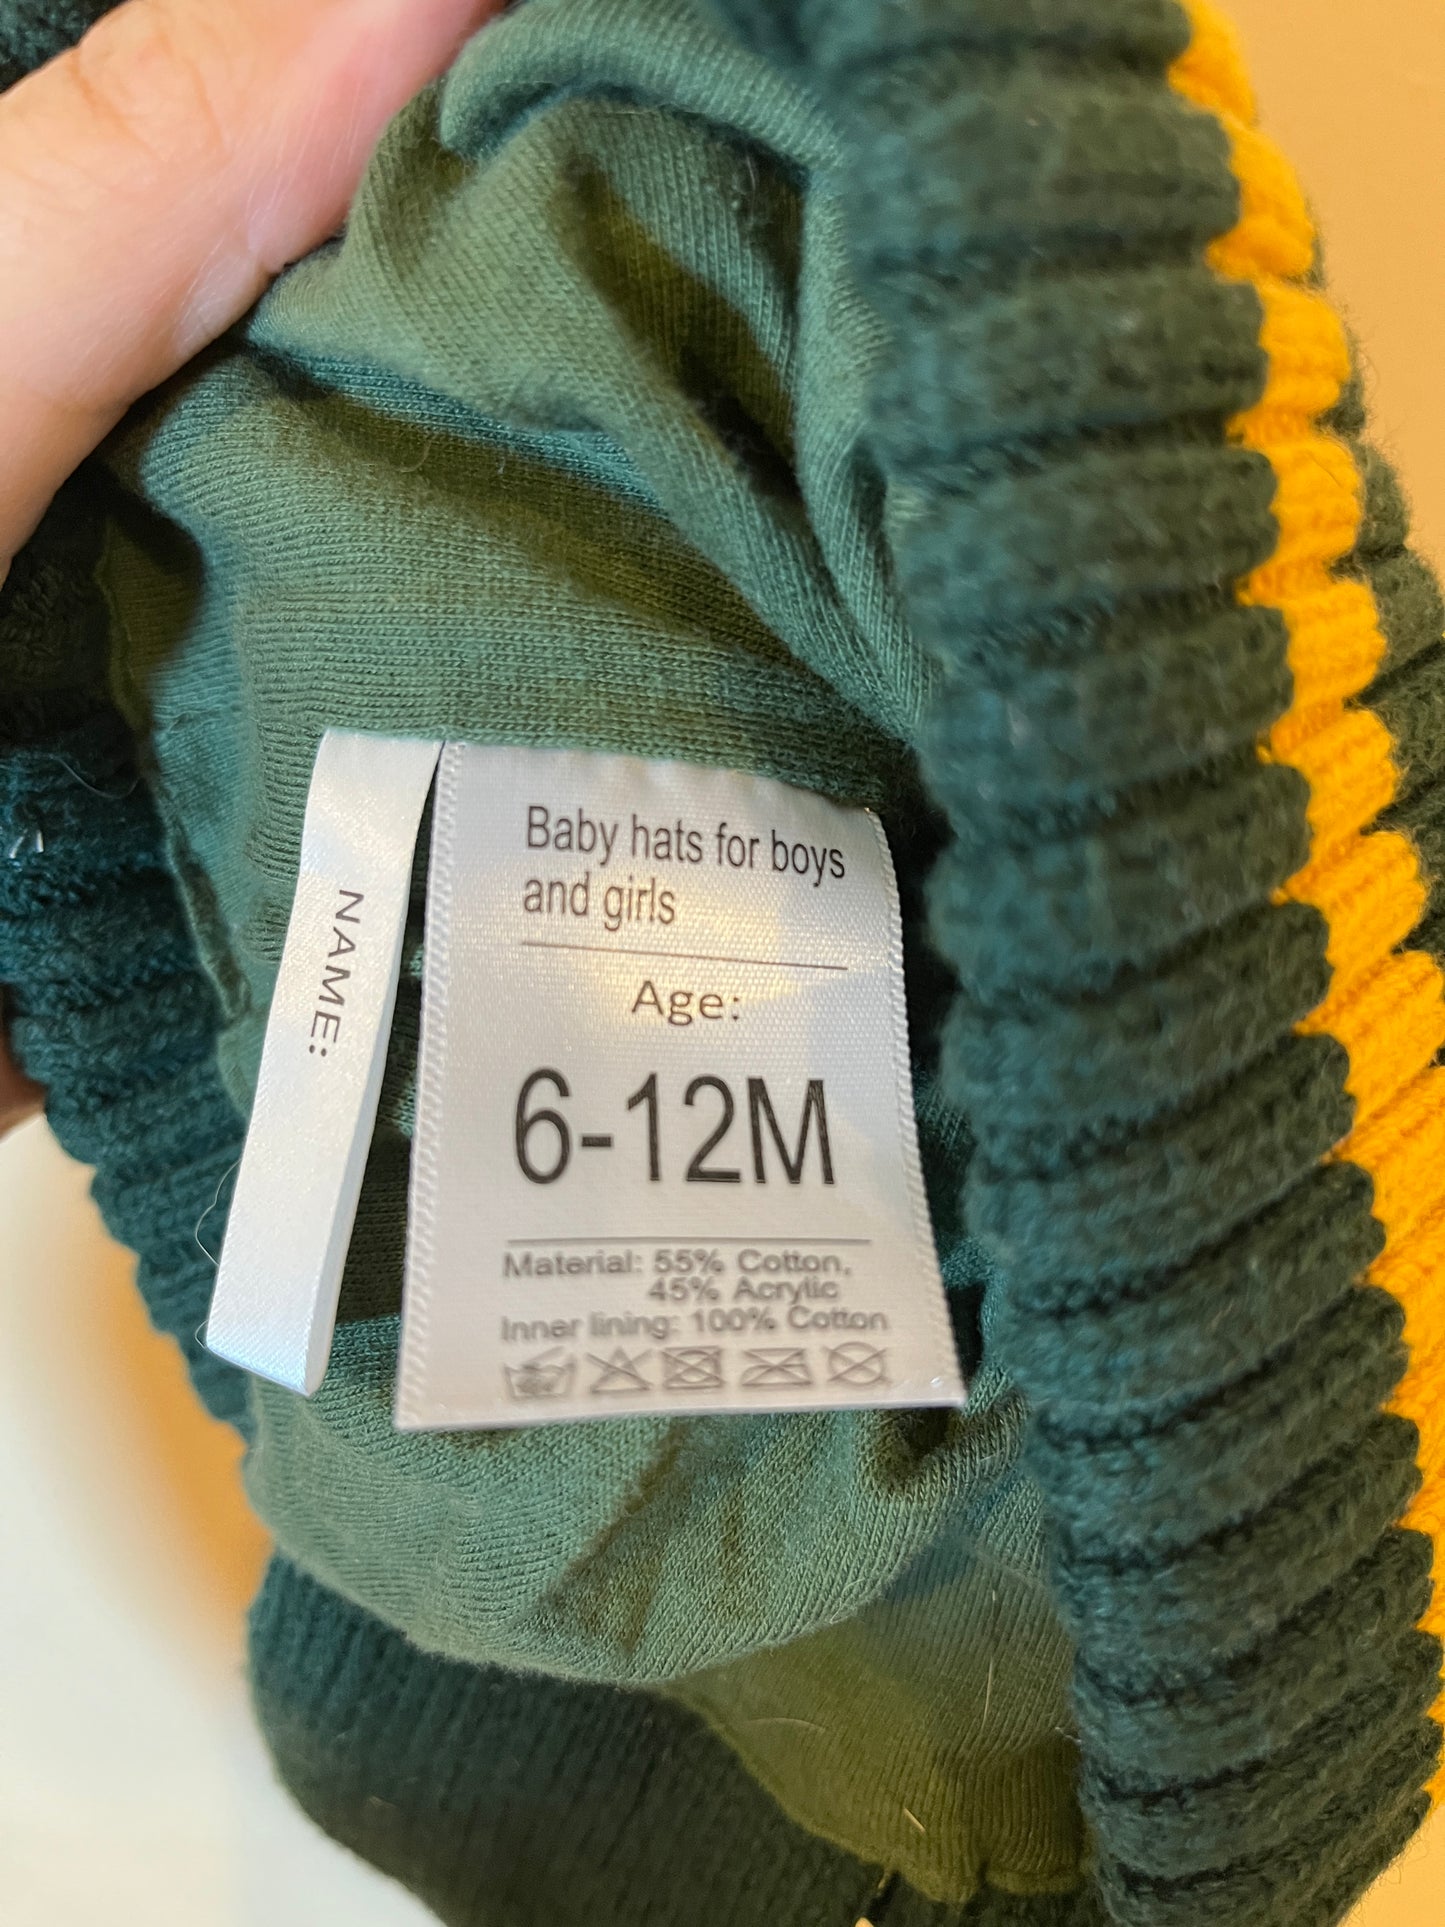 NAME:
Baby hats for boys
and girls
Age:
6-12M
Material: 55% Cotton,
45% Acrylic
Inner lining: 100% Cotton